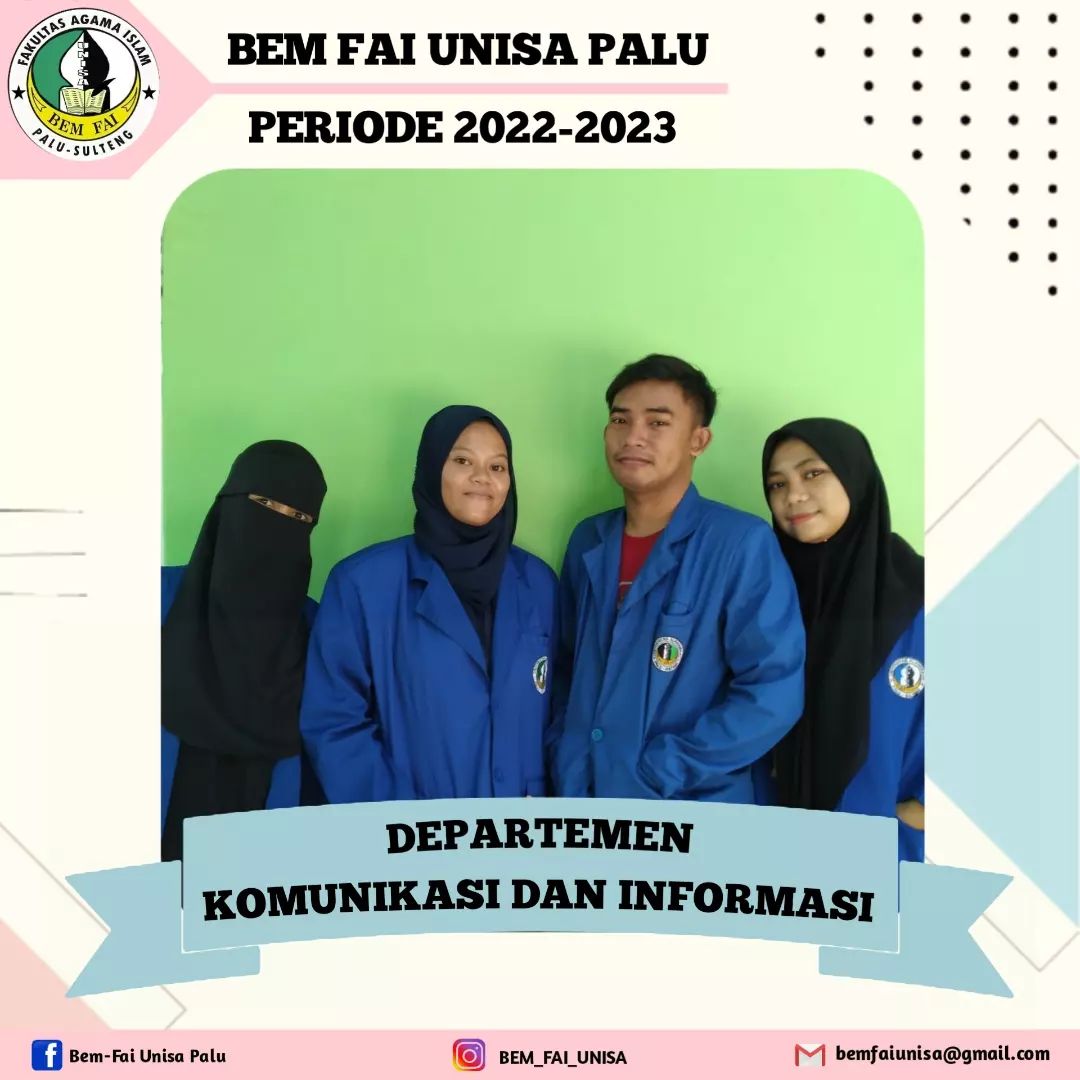 FAKULTAS AGAMA ISLAM
UNISA
BEM FAI
PALU-SULTENG
BEM FAI UNISA PALU
PERIODE 2022-2023
DEPARTEMEN
KOMUNIKASI DAN INFORMASI
Bem-Fai Unisa Palu
BEM_FAI_UNISA
bemfaiunisa@gmail.com